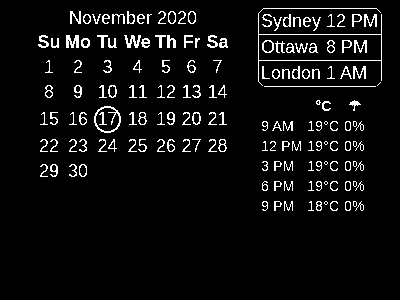 November 2020
Su Mo Tu We Th Fr Sa
1 2 3 4 5 6 7
8 9 10 11 12 13 14
15 16 17 18 19 20 21
22 23 24 25 26 27 28
29 30
Sydney 12 PM
Ottawa 8 PM
London 1 AM
°C ☂
9 AM 19°C 0%
12 PM 19°C 0%
3 PM 19°C 0%
6 PM 19°C 0%
9 PM 18°C 0%